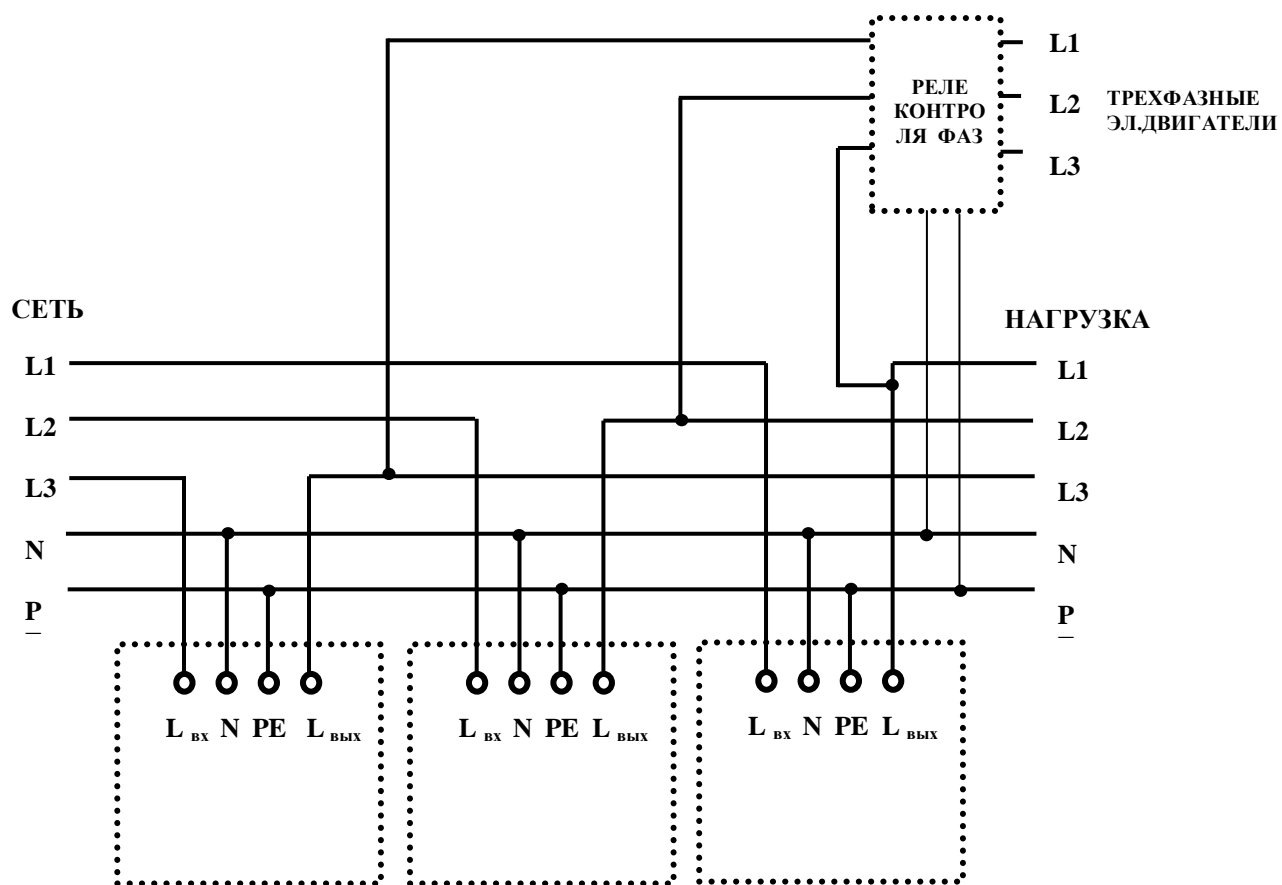 L1
РЕЛЕ
КОНТРО
ЛЯ ФАЗ
L2
ТРЕХФАЗНЫЕ
ЭЛ.ДВИГАТЕЛИ
L3
СЕТЬ
НАГРУЗКА
L1
L1
L2
L2
L3
L3
N
N
P
P
L вх N PE L вых
L вх N PE L вых
L вх N PE L вых